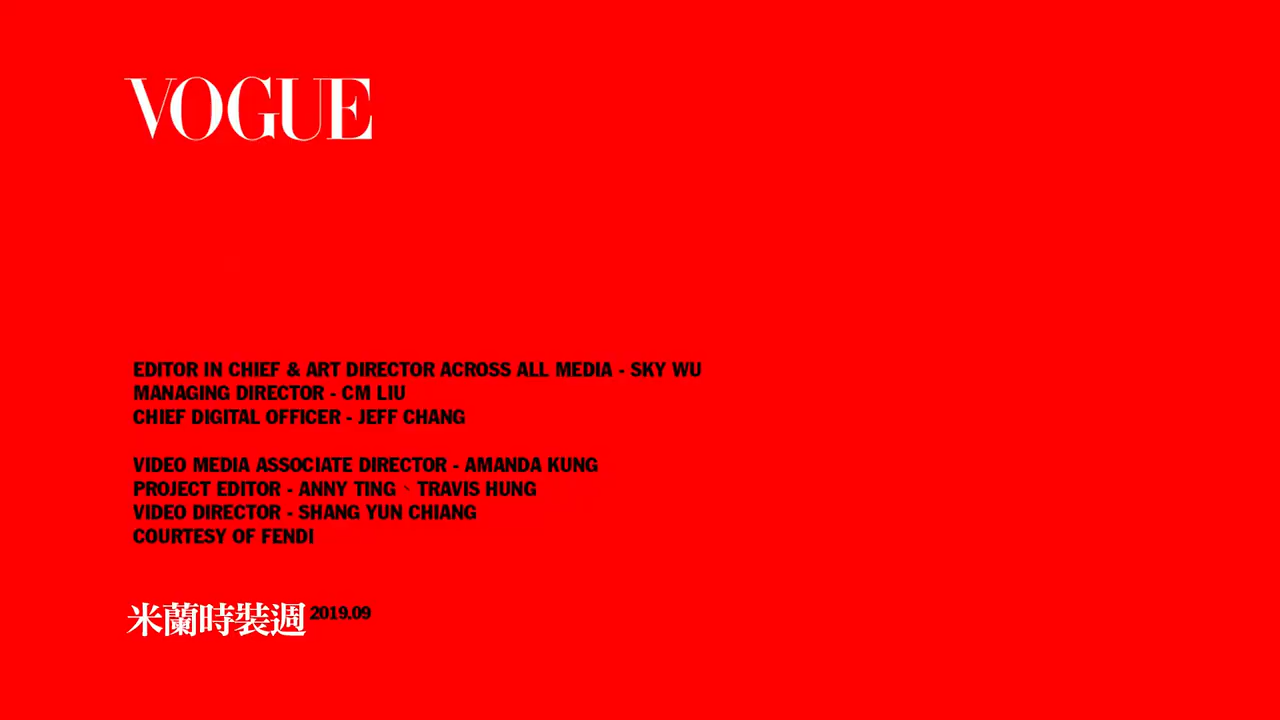 VOGUE
EDITOR IN CHIEF & ART DIRECTOR ACROSS ALL MEDIA - SKY WU
MANAGING DIRECTOR - CM LIU
CHIEF DIGITAL OFFICER - JEFF CHANG
VIDEO MEDIA ASSOCIATE DIRECTOR - AMANDA KUNG
PROJECT EDITOR - ANNY TING、TRAVIS HUNG
VIDEO DIRECTOR - SHANG YUN CHIANG
COURTESY OF FENDI
米蘭時裝週 2019.09